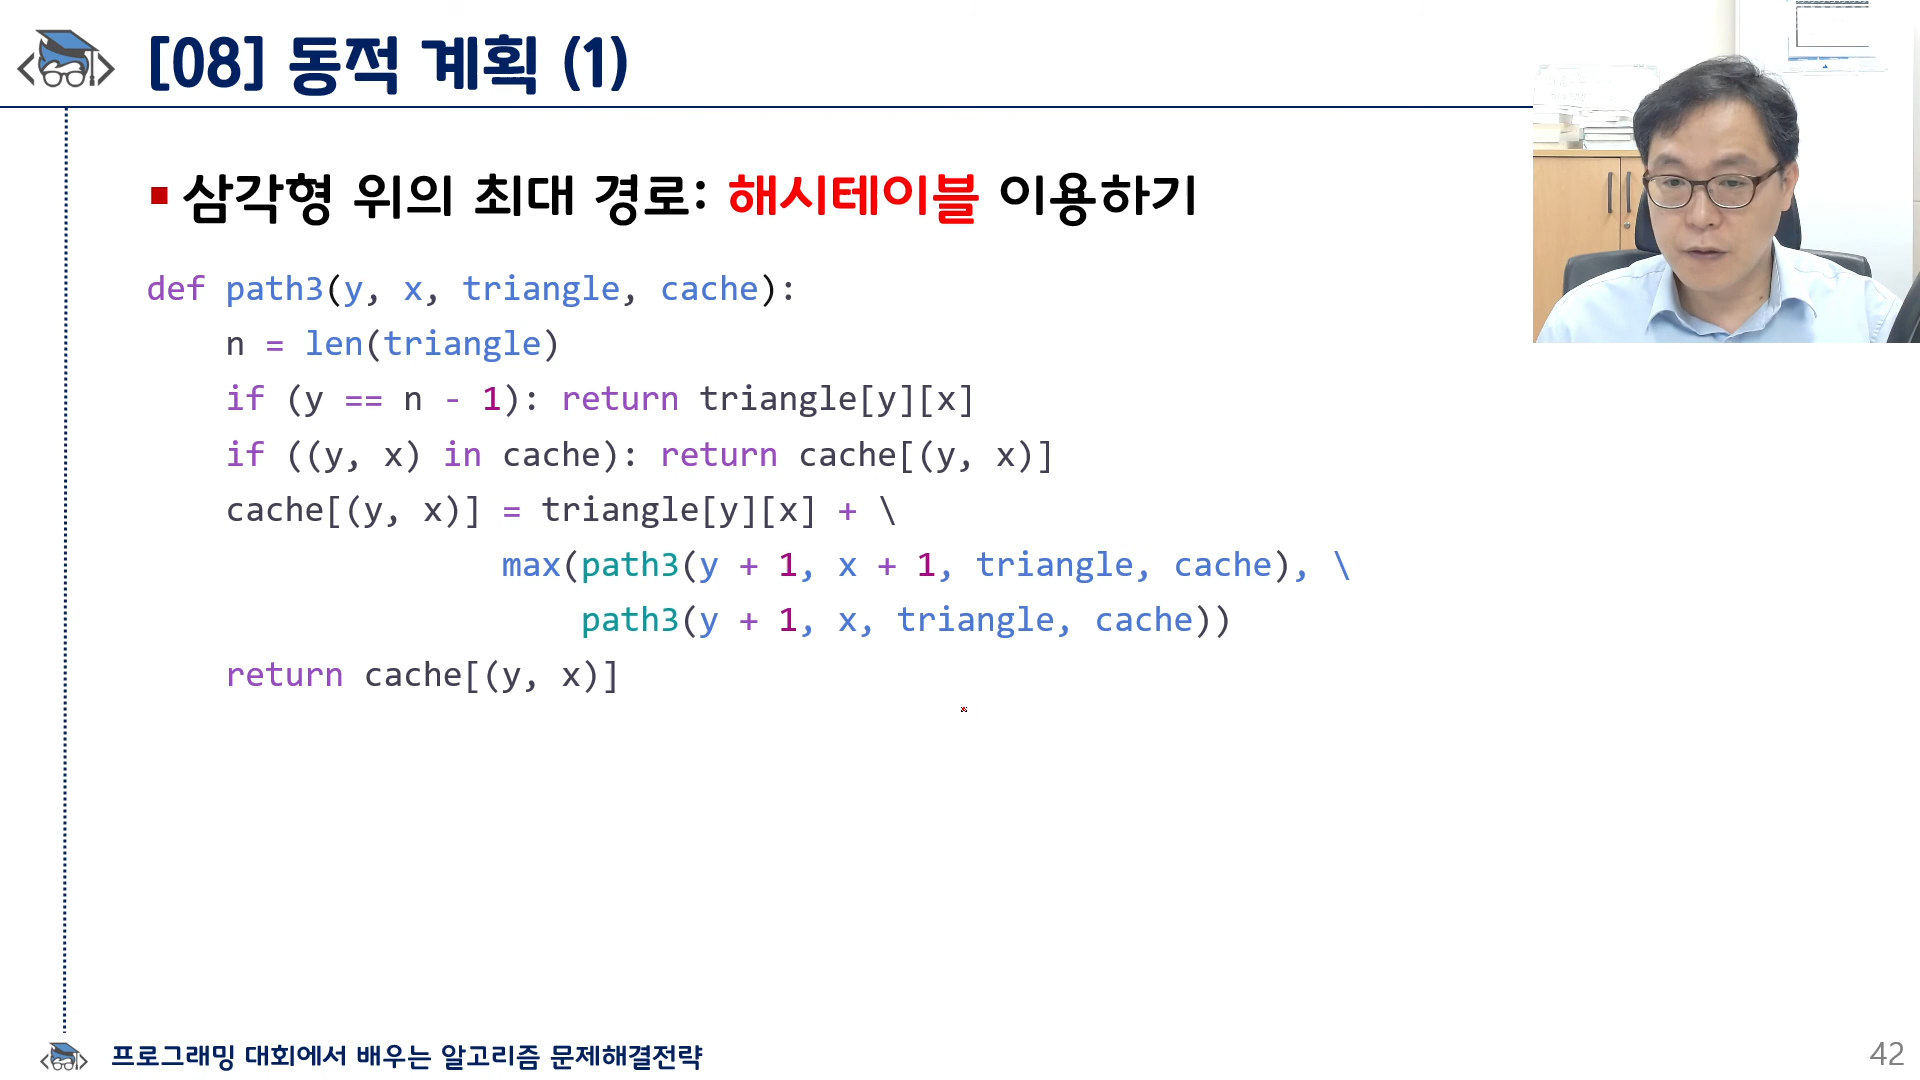 [08] 동적 계획 (1)
삼각형 위의 최대 경로: 해시테이블 이용하기
def path3(y, x, triangle, cache):
    n = len(triangle)
    if (y == n - 1): return triangle[y][x]
    if ((y, x) in cache): return cache[(y, x)]
    cache[(y, x)] = triangle[y][x] + \
                  max(path3(y + 1, x + 1, triangle, cache), \
                      path3(y + 1, x, triangle, cache))
    return cache[(y, x)]
프로그래밍 대회에서 배우는 알고리즘 문제해결전략
42